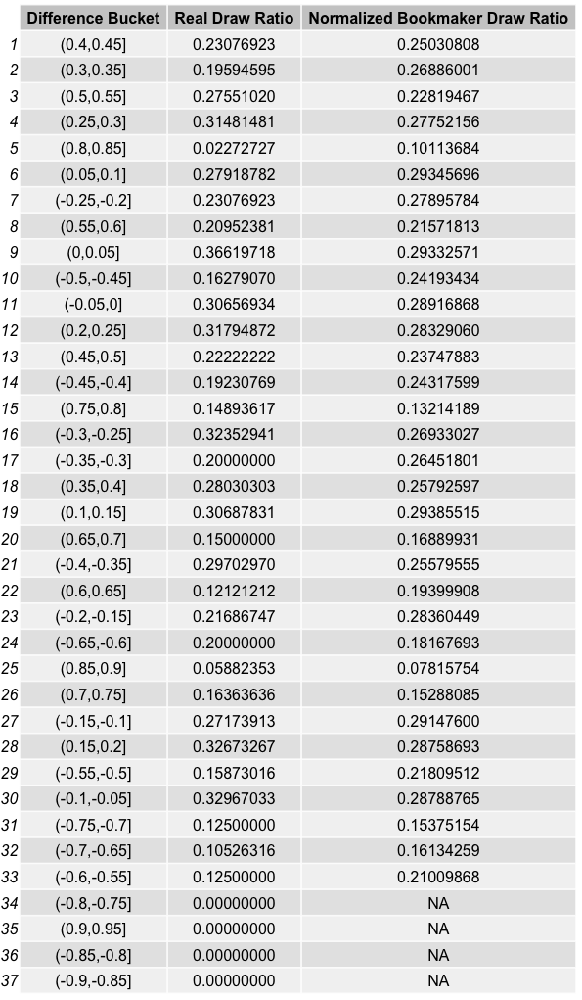 Difference Bucket Real Draw Ratio Normalized Bookmaker Draw Ratio
1 (0.4,0.45] 0.23076923 0.25030808
2 (0.3,0.35] 0.19594595 0.26886001
3 (0.5,0.55] 0.27551020 0.22819467
4 (0.25,0.3] 0.31481481 0.27752156
5 (0.8,0.85] 0.02272727 0.10113684
6 (0.05,0.1] 0.27918782 0.29345696
7 (-0.25,-0.2] 0.23076923 0.27895784
8 (0.55,0.6] 0.20952381 0.21571813
9 (0,0.05] 0.36619718 0.29332571
10 (-0.5,-0.45] 0.16279070 0.24193434
11 (-0.05,0] 0.30656934 0.28916868
12 (0.2,0.25] 0.31794872 0.28329060
13 (0.45,0.5] 0.22222222 0.23747883
14 (-0.45,-0.4] 0.19230769 0.24317599
15 (0.75,0.8] 0.14893617 0.13214189
16 (-0.3,-0.25] 0.32352941 0.26933027
17 (-0.35,-0.3] 0.20000000 0.26451801
18 (0.35,0.4] 0.28030303 0.25792597
19 (0.1,0.15] 0.30687831 0.29385515
20 (0.65,0.7] 0.15000000 0.16889931
21 (-0.4,-0.35] 0.29702970 0.25579555
22 (0.6,0.65] 0.12121212 0.19399908
23 (-0.2,-0.15] 0.21686747 0.28360449
24 (-0.65,-0.6] 0.20000000 0.18167693
25 (0.85,0.9] 0.05882353 0.07815754
26 (0.7,0.75] 0.16363636 0.15288085
27 (-0.15,-0.1] 0.27173913 0.29147600
28 (0.15,0.2] 0.32673267 0.28758693
29 (-0.55,-0.5] 0.15873016 0.21809512
30 (-0.1,-0.05] 0.32967033 0.28788765
31 (-0.75,-0.7] 0.12500000 0.15375154
32 (-0.7,-0.65] 0.10526316 0.16134259
33 (-0.6,-0.55] 0.12500000 0.21009868
34 (-0.8,-0.75] 0.00000000 NA
35 (0.9,0.95] 0.00000000 NA
36 (-0.85,-0.8] 0.00000000 NA
37 (-0.9,-0.85] 0.00000000 NA